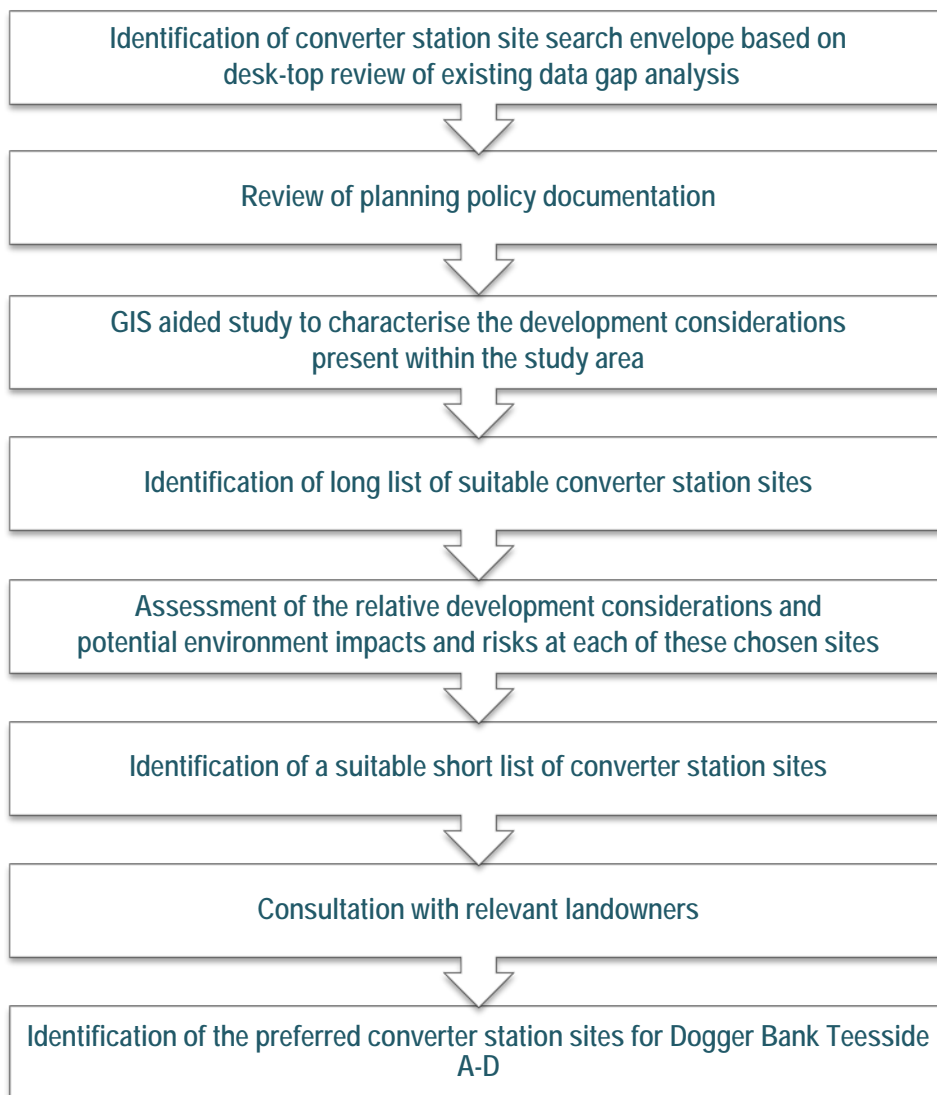 Identification of converter station site search envelope based on
desk-top review of existing data gap analysis
Review of planning policy documentation
GIS aided study to characterise the development considerations
present within the study area
Identification of long list of suitable converter station sites
Assessment of the relative development considerations and
potential environment impacts and risks at each of these chosen sites
Identification of a suitable short list of converter station sites
Consultation with relevant landowners
Identification of the preferred converter station sites for Dogger Bank Teesside
A-D